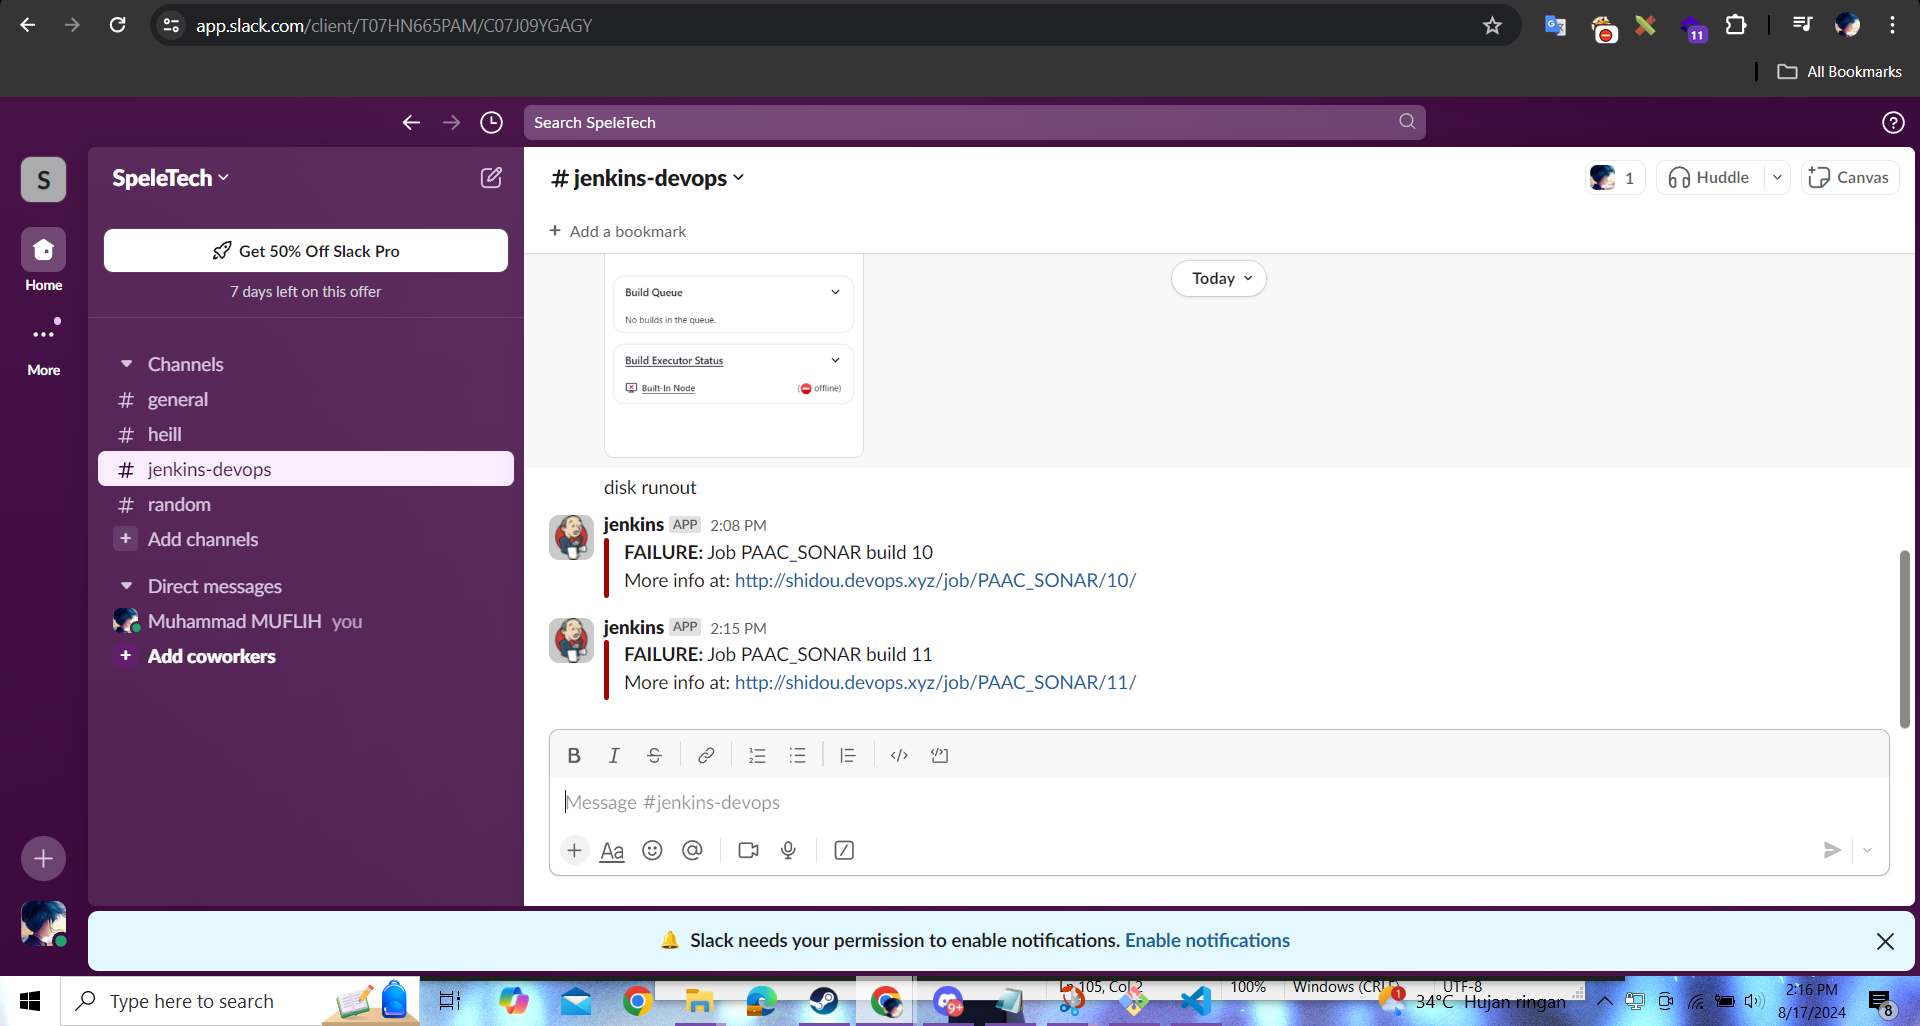 app.slack.com/client/T07HN665PAM/C07J09YGAGY
11
All Bookmarks
Search SpeleTech
S
SpeleTech
# jenkins-devops
1
Huddle
Canvas
Get 50% Off Slack Pro
7 days left on this offer
+ Add a bookmark
Home
More
Today
Build Queue
No builds in the queue.
Build Executor Status
Built-In Node
( offline)
Channels
# general
# heill
# jenkins-devops
# random
+ Add channels
Direct messages
Muhammad MUFLIH you
+ Add coworkers
disk runout
jenkins APP 2:08 PM
FAILURE: Job PAAC_SONAR build 10
More info at: http://shidou.devops.xyz/job/PAAC_SONAR/10/
jenkins APP 2:15 PM
FAILURE: Job PAAC_SONAR build 11
More info at: http://shidou.devops.xyz/job/PAAC_SONAR/11/
B I S
Message #jenkins-devops
+ Aa @
Slack needs your permission to enable notifications. Enable notifications
Type here to search
9+
Ln 105, Col 2
100%
Windows (CRLF)
UTF-8
1
34°C Hujan ringan
2:16 PM
8/17/2024
8